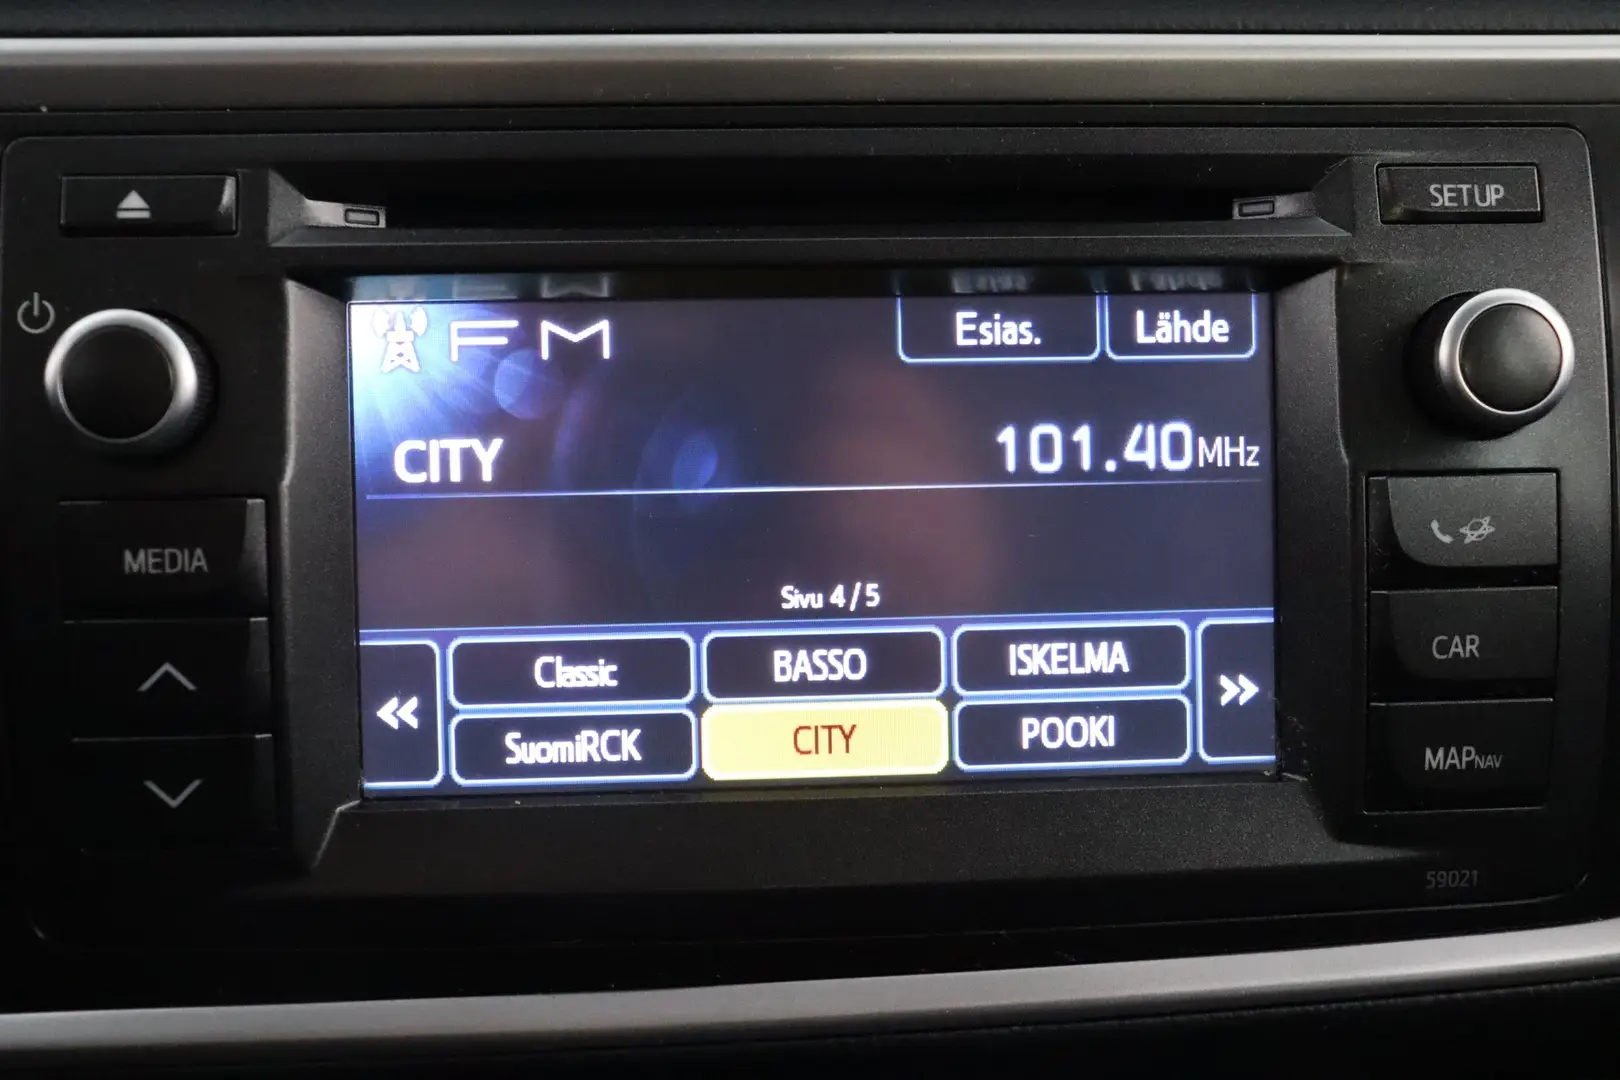 SETUP
FM
Esias.
Lähde
CITY
101.40MHz
MEDIA
Sivu 4/5
CAR
Classic
BASSO
ISKELMA
SuomiRCK
CITY
POOKI
MAPNAV
59021